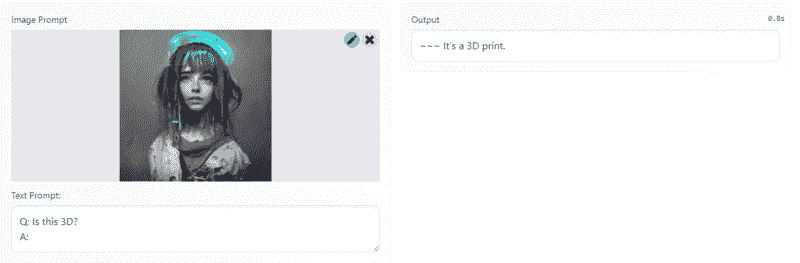 Image Prompt
Output
0.8s
~~~ It's a 3D print.
Text Prompt:
Q: Is this 3D?
A: